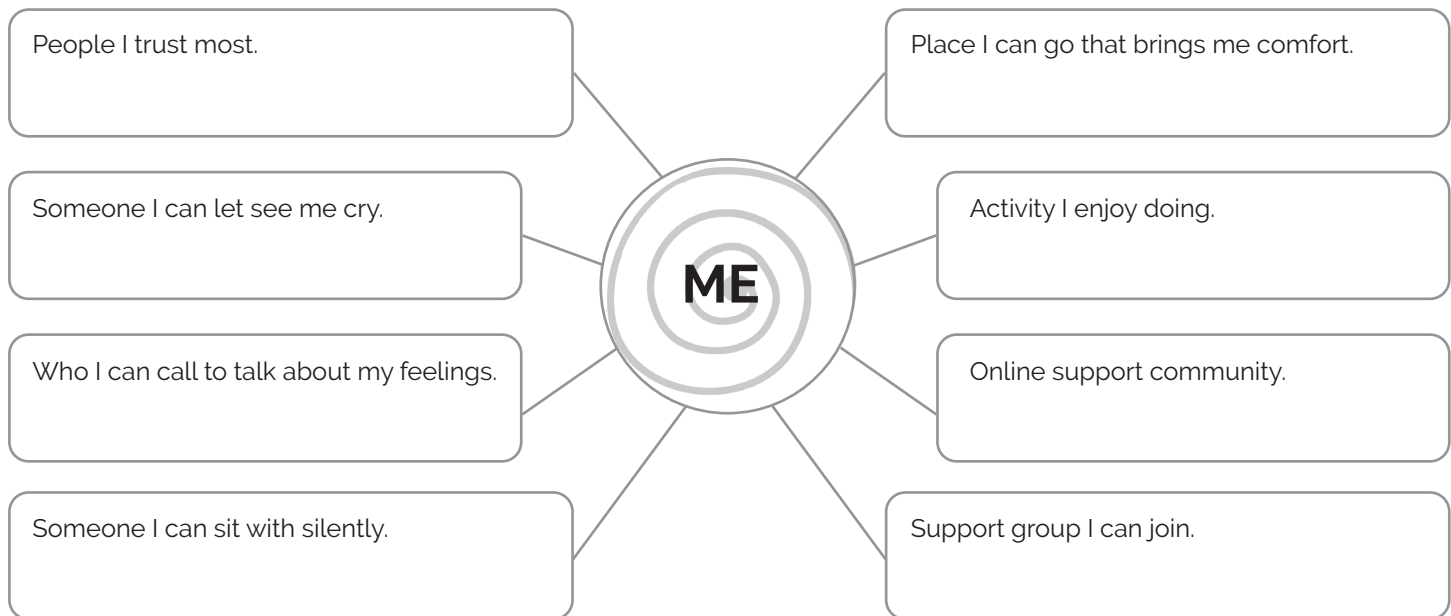 People I trust most.
Someone I can let see me cry.
Who I can call to talk about my feelings.
Someone I can sit with silently.
ME
Place I can go that brings me comfort.
Activity I enjoy doing.
Online support community.
Support group I can join.